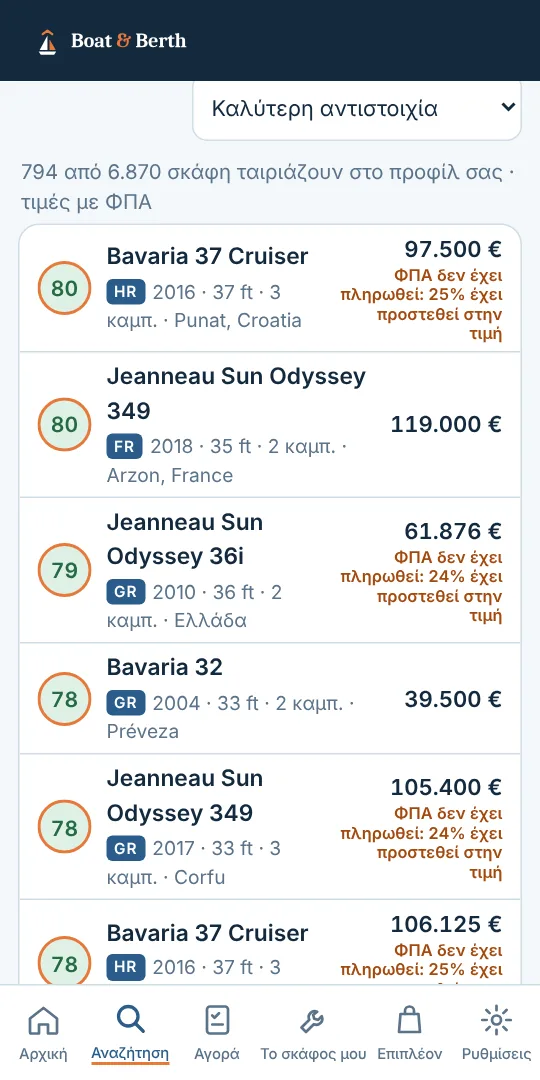 Boat & Berth
Καλύτερη αντιστοιχία
794 από 6.870 σκάφη ταιριάζουν στο προφίλ σας ·
τιμές με ΦΠΑ
80
Bavaria 37 Cruiser
HR 2016 · 37 ft · 3
καμπ. · Punat, Croatia
97.500 €
ΦΠΑ δεν έχει
πληρωθεί: 25% έχει
προστεθεί στην
τιμή
80
Jeanneau Sun Odyssey
349
FR 2018 · 35 ft · 2 καμπ. ·
Arzon, France
119.000 €
79
Jeanneau Sun
Odyssey 36i
GR 2010 · 36 ft · 2
καμπ. · Ελλάδα
61.876 €
ΦΠΑ δεν έχει
πληρωθεί: 24% έχει
προστεθεί στην
τιμή
78
Bavaria 32
GR 2004 · 33 ft · 2 καμπ. ·
Préveza
39.500 €
78
Jeanneau Sun
Odyssey 349
GR 2017 · 33 ft · 3
καμπ. · Corfu
105.400 €
ΦΠΑ δεν έχει
πληρωθεί: 24% έχει
προστεθεί στην
τιμή
78
Bavaria 37 Cruiser
HR 2016 · 37 ft · 3
106.125 €
ΦΠΑ δεν έχει
πληρωθεί: 25% έχει
Αρχική
Αναζήτηση
Αγορά
Το σκάφος μου
Επιπλέον
Ρυθμίσεις